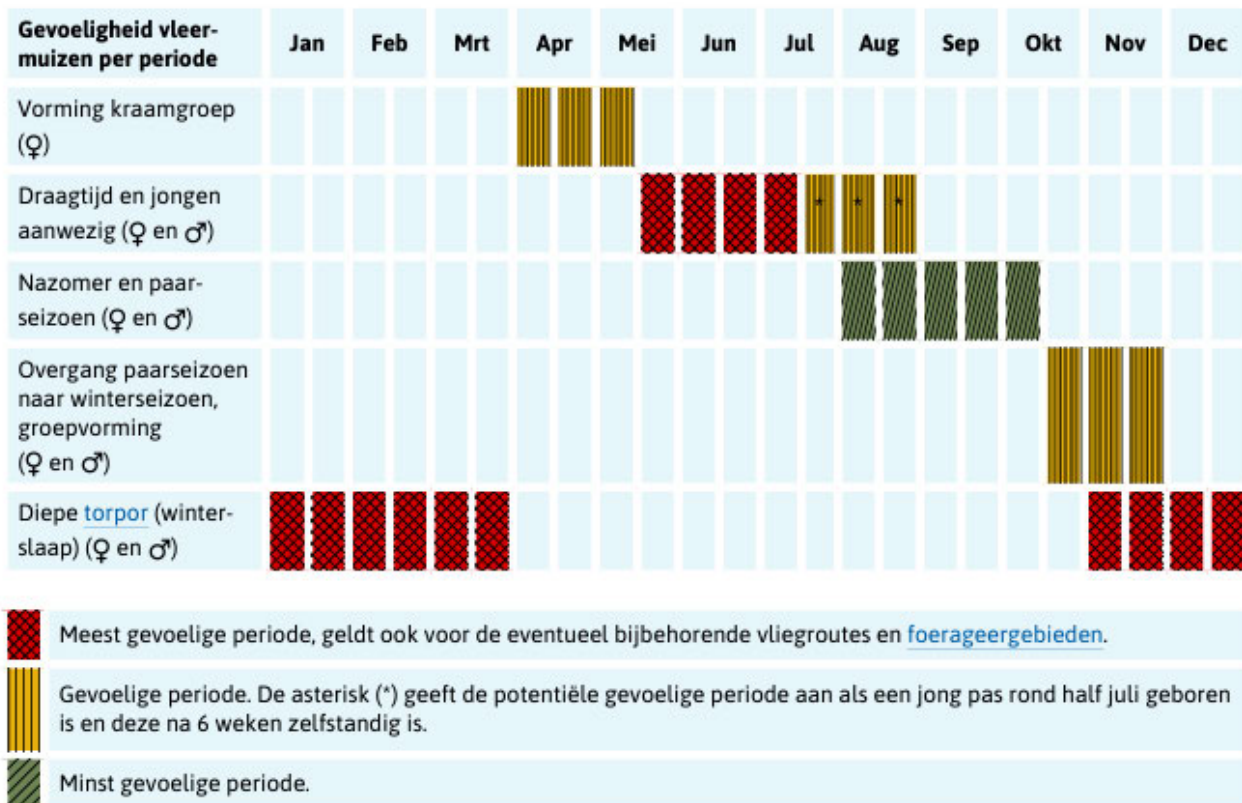 Gevoeligheid vleer-
muizen per periode
Jan Feb Mrt Apr Mei Jun Jul Aug Sep Okt Nov Dec
Vorming kraamgroep
(♀)
Draagtijd en jongen
aanwezig (♀ en ♂)
* * *
Nazomer en paar-
seizoen (♀ en ♂)
Overgang paarseizoen
naar winterseizoen,
groepvorming
(♀ en ♂)
Diepe torpor (winter-
slaap) (♀ en ♂)
Meest gevoelige periode, geldt ook voor de eventueel bijbehorende vliegroutes en foerageergebieden.
Gevoelige periode. De asterisk (*) geeft de potentiële gevoelige periode aan als een jong pas rond half juli geboren
is en deze na 6 weken zelfstandig is.
Minst gevoelige periode.